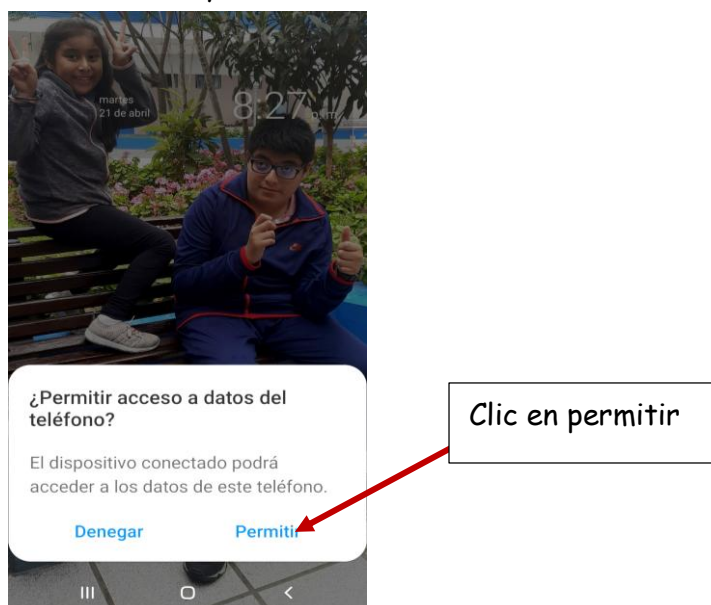 martes
21 de abril
8:27 p.m.
¿Permitir acceso a datos del
teléfono?
El dispositivo conectado podrá
acceder a los datos de este teléfono.
Denegar
Permitir
Clic en permitir